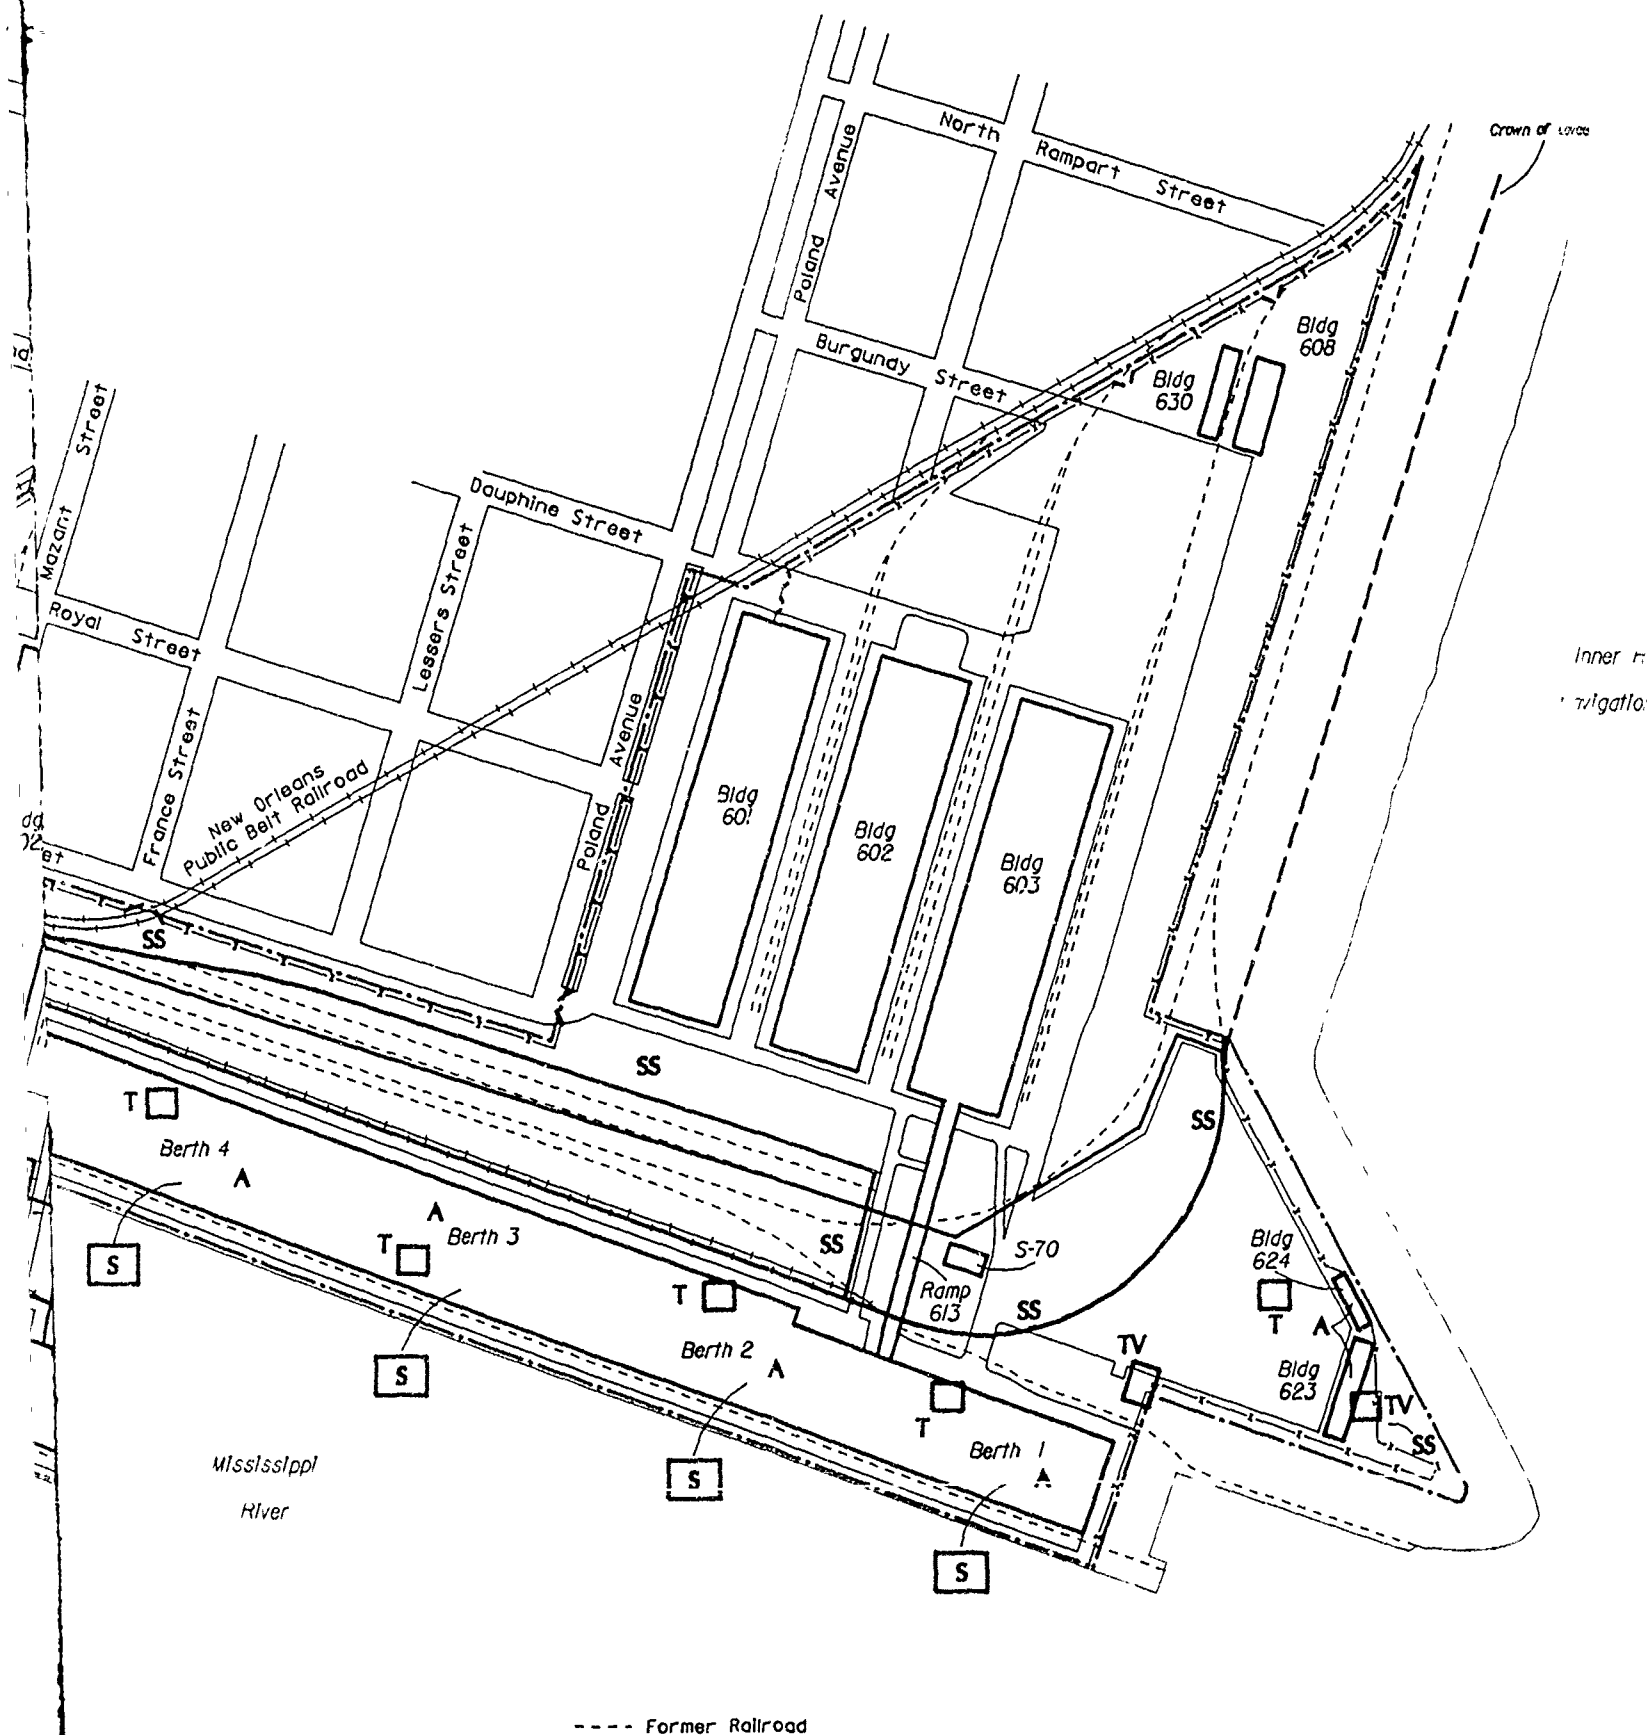 Crown of
North
Rampart
Street
Avenue
Poland
Bldg
608
Burgundy Street
Bldg
630
Street
Mazant
Dauphine Street
Lessers Street
Royal Street
Inner
Avenue
Poland
France Street
New Orleans
Public Belt Railroad
Bldg
601
Bldg
602
Bldg
603
SS
SS
T
SS
Berth 4
A
A
T
Berth 3
SS
S-70
S
Bldg
624
T
Ramp
613
SS
T
A
TV
Berth 2
A
S
Bldg
623
T
TV
SS
Berth 1
A
S
Mississippi
River
S
---- Former Railroad